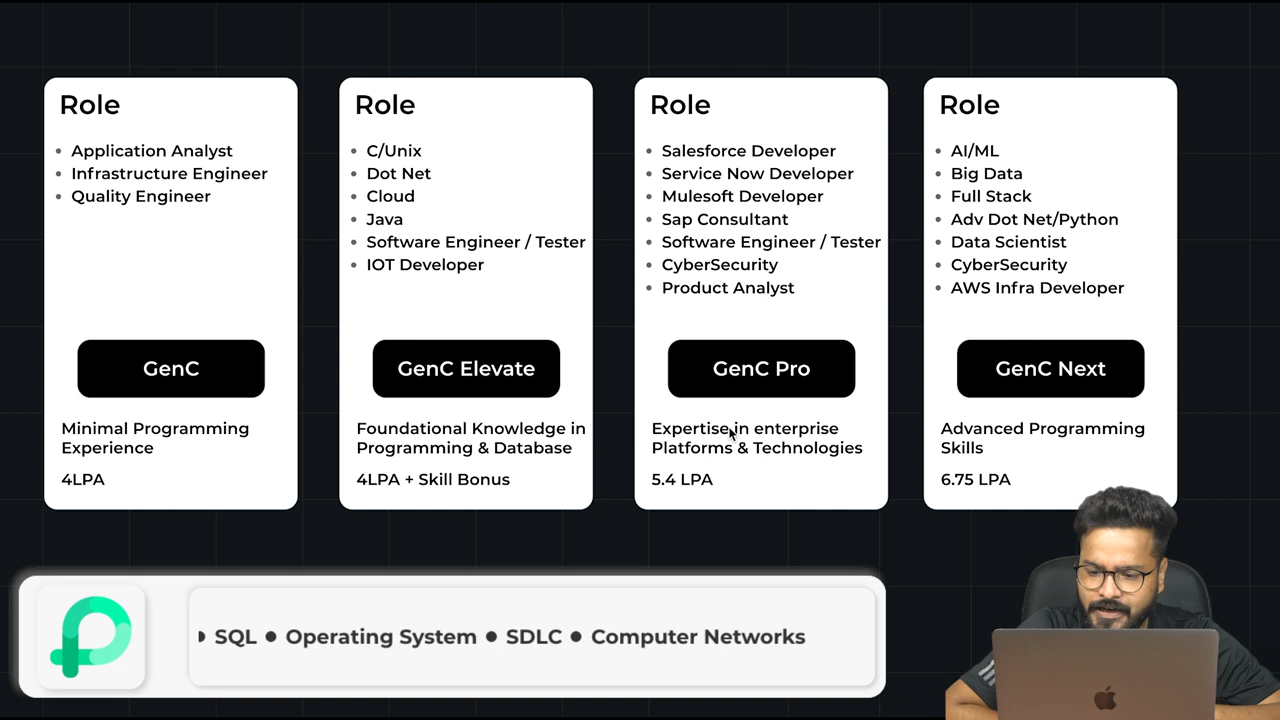 Role
Application Analyst
Infrastructure Engineer
Quality Engineer
GenC
Minimal Programming
Experience
4LPA
Role
C/Unix
Dot Net
Cloud
Java
Software Engineer / Tester
IOT Developer
GenC Elevate
Foundational Knowledge in
Programming & Database
4LPA + Skill Bonus
Role
Salesforce Developer
Service Now Developer
Mulesoft Developer
Sap Consultant
Software Engineer / Tester
CyberSecurity
Product Analyst
GenC Pro
Expertise in enterprise
Platforms & Technologies
5.4 LPA
Role
AI/ML
Big Data
Full Stack
Adv Dot Net/Python
Data Scientist
CyberSecurity
AWS Infra Developer
GenC Next
Advanced Programming
Skills
6.75 LPA
SQL ● Operating System ● SDLC ● Computer Networks